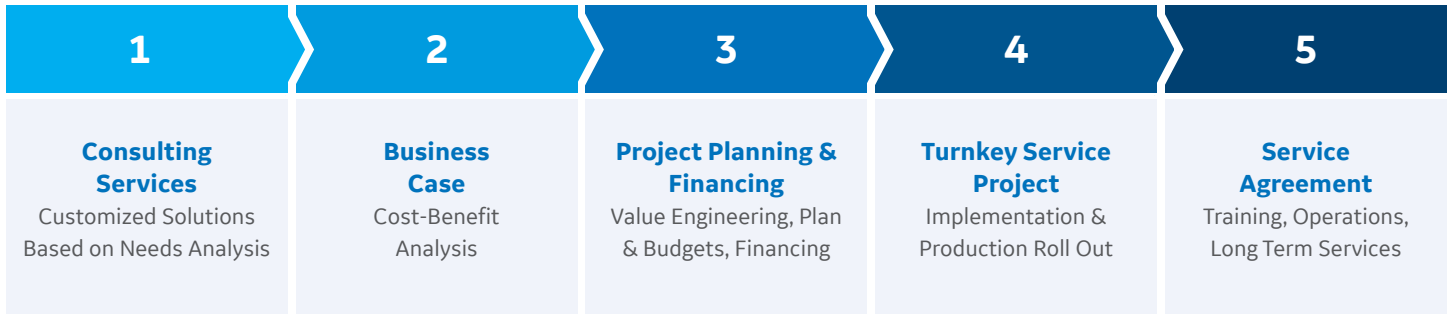 1
Consulting
Services
Customized Solutions
Based on Needs Analysis
2
Business
Case
Cost-Benefit
Analysis
3
Project Planning &
Financing
Value Engineering, Plan
& Budgets, Financing
4
Turnkey Service
Project
Implementation &
Production Roll Out
5
Service
Agreement
Training, Operations,
Long Term Services